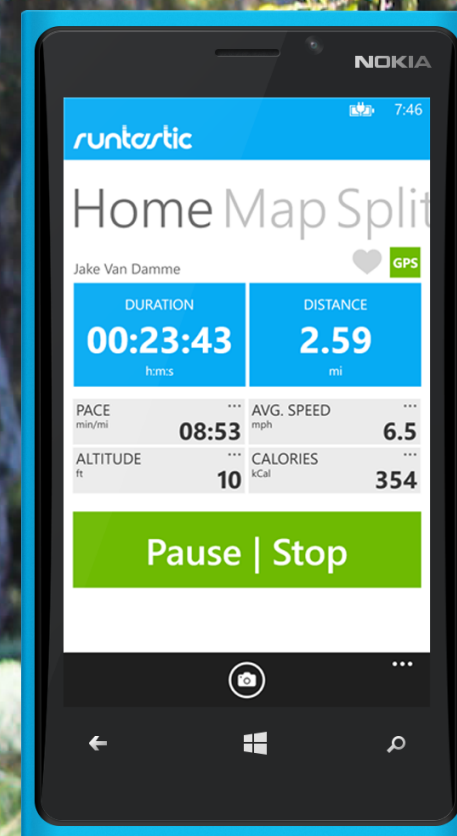 NOKIA
7:46
runtastic
Home Map Split
Jake Van Damme
GPS
DURATION
00:23:43
h:m:s
DISTANCE
2.59
mi
PACE
min/mi
08:53
AVG. SPEED
mph
6.5
ALTITUDE
ft
10
CALORIES
kCal
354
Pause | Stop